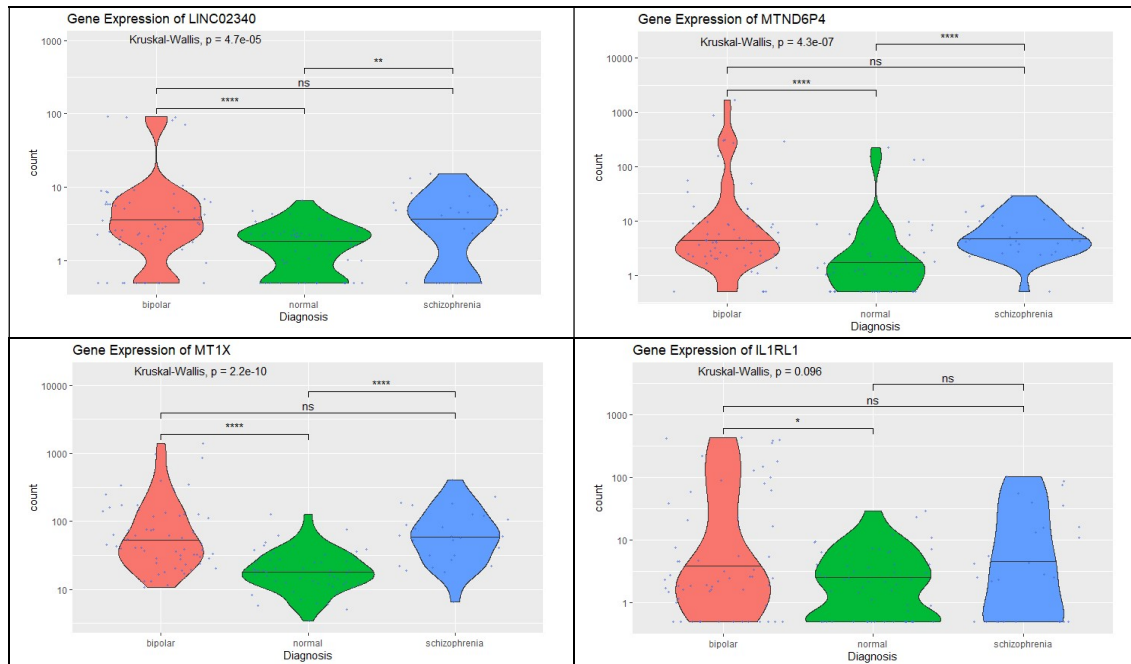 Gene Expression of LINC02340
Kruskal-Wallis, p = 4.7e-05
**
ns
****
1000
100
10
1
count
bipolar
normal
schizophrenia
Diagnosis
Gene Expression of MTND6P4
Kruskal-Wallis, p = 4.3e-07
****
ns
****
10000
1000
100
10
1
count
bipolar
normal
schizophrenia
Diagnosis
Gene Expression of MT1X
Kruskal-Wallis, p = 2.2e-10
****
ns
****
10000
1000
100
10
count
bipolar
normal
schizophrenia
Diagnosis
Gene Expression of IL1RL1
Kruskal-Wallis, p = 0.096
ns
ns
*
1000
100
10
1
count
bipolar
normal
schizophrenia
Diagnosis